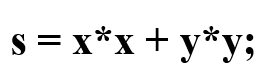 s = x*x + y*y;